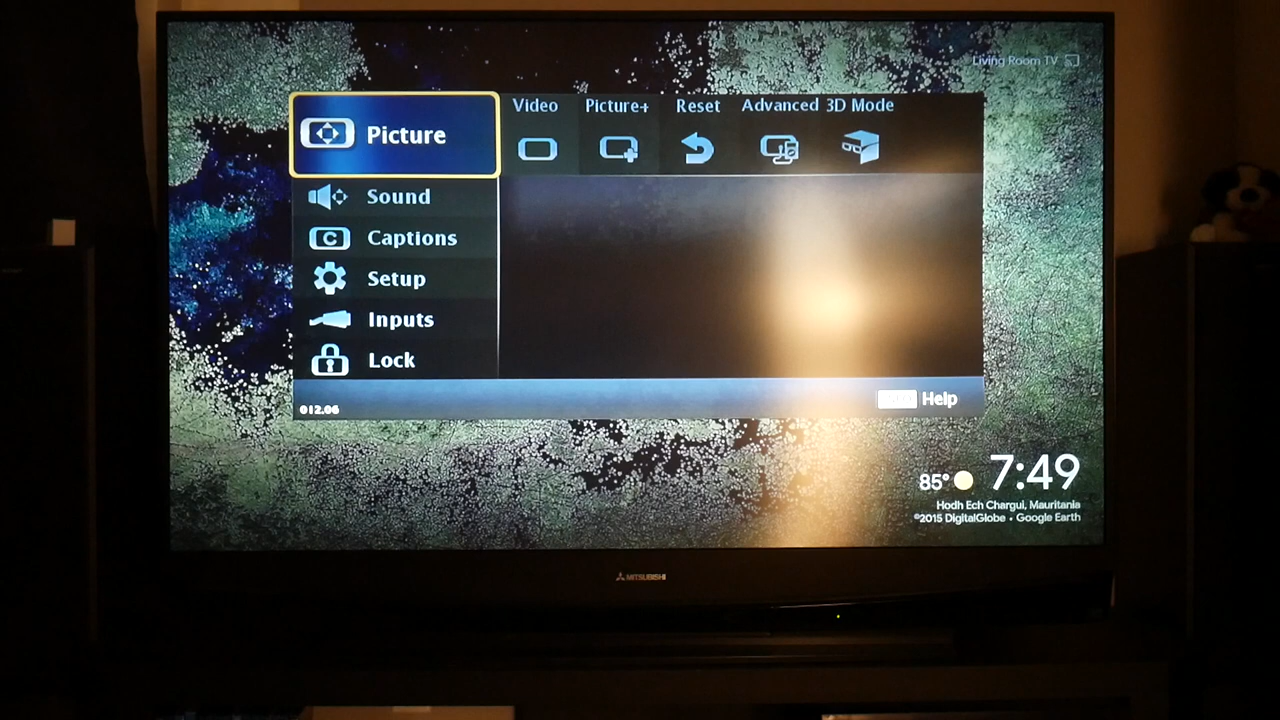 Living Room TV
Video Picture+ Reset Advanced 3D Mode
Picture
Sound
C Captions
Setup
Inputs
Lock
012.06
Help
85° 7:49
Hodh Ech Chargui, Mauritania
©2015 DigitalGlobe • Google Earth
MITSUBISHI